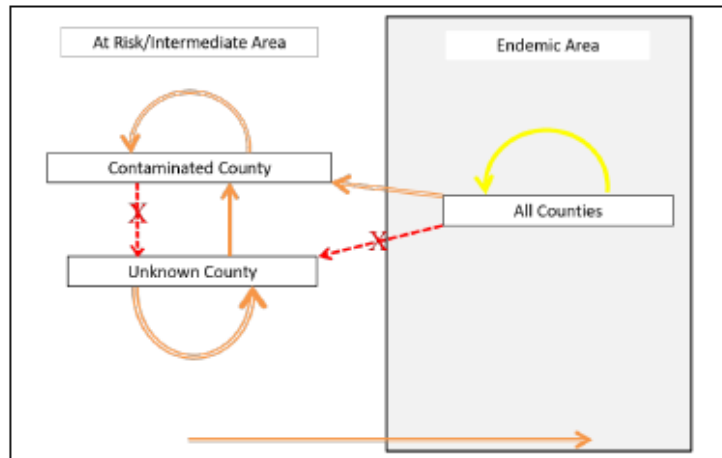 At Risk/Intermediate Area
Endemic Area
Contaminated County
All Counties
X
X
Unknown County